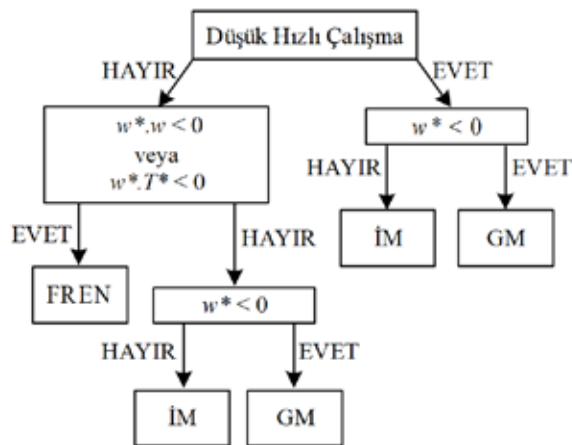 Düşük Hızlı Çalışma
HAYIR
EVET
w*.w < 0
veya
w*.T* < 0
w* < 0
HAYIR
EVET
EVET
HAYIR
İM
GM
FREN
w* < 0
HAYIR
EVET
İM
GM